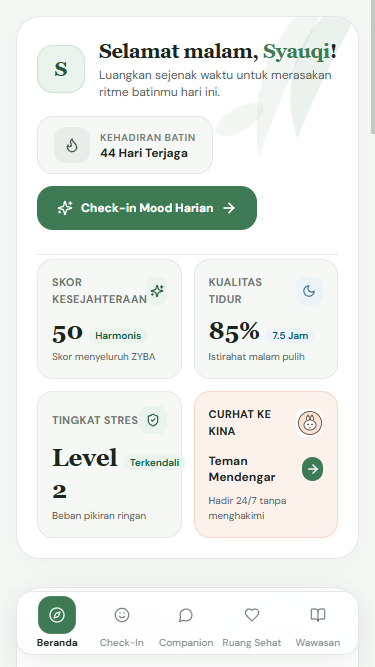 S
Selamat malam, Syauqi!
Luangkan sejenak waktu untuk merasakan
ritme batinmu hari ini.
KEHADIRAN BATIN
44 Hari Terjaga
Check-in Mood Harian
SKOR
KESEJAHTERAAN
50 Harmonis
Skor menyeluruh ZYBA
KUALITAS
TIDUR
85% 7.5 Jam
Istirahat malam pulih
TINGKAT STRES
Level Terkendali
2
Beban pikiran ringan
CURHAT KE
KINA
Teman
Mendengar
Hadir 24/7 tanpa
menghakimi
Beranda Check-In Companion Ruang Sehat Wawasan